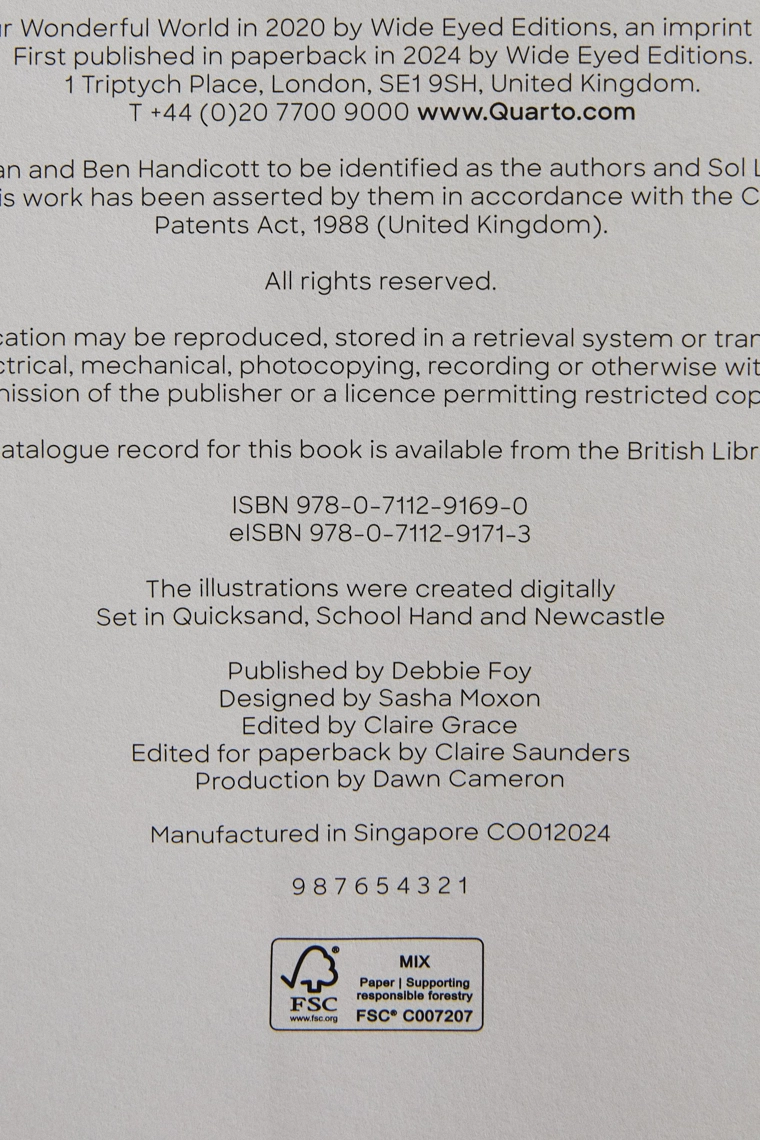 r Wonderful World in 2020 by Wide Eyed Editions, an imprint
First published in paperback in 2024 by Wide Eyed Editions.
1 Triptych Place, London, SE1 9SH, United Kingdom.
T +44 (0)20 7700 9000 www.Quarto.com
an and Ben Handicott to be identified as the authors and Sol L
is work has been asserted by them in accordance with the C
Patents Act, 1988 (United Kingdom).
All rights reserved.
cation may be reproduced, stored in a retrieval system or tran
ctrical, mechanical, photocopying, recording or otherwise wit
nission of the publisher or a licence permitting restricted cop
atalogue record for this book is available from the British Libr
ISBN 978-0-7112-9169-0
eISBN 978-0-7112-9171-3
The illustrations were created digitally
Set in Quicksand, School Hand and Newcastle
Published by Debbie Foy
Designed by Sasha Moxon
Edited by Claire Grace
Edited for paperback by Claire Saunders
Production by Dawn Cameron
Manufactured in Singapore CO012024
9 8 7 6 5 4 3 2 1
MIX
Paper | Supporting
responsible forestry
FSC® C007207
FSC
www.fsc.org